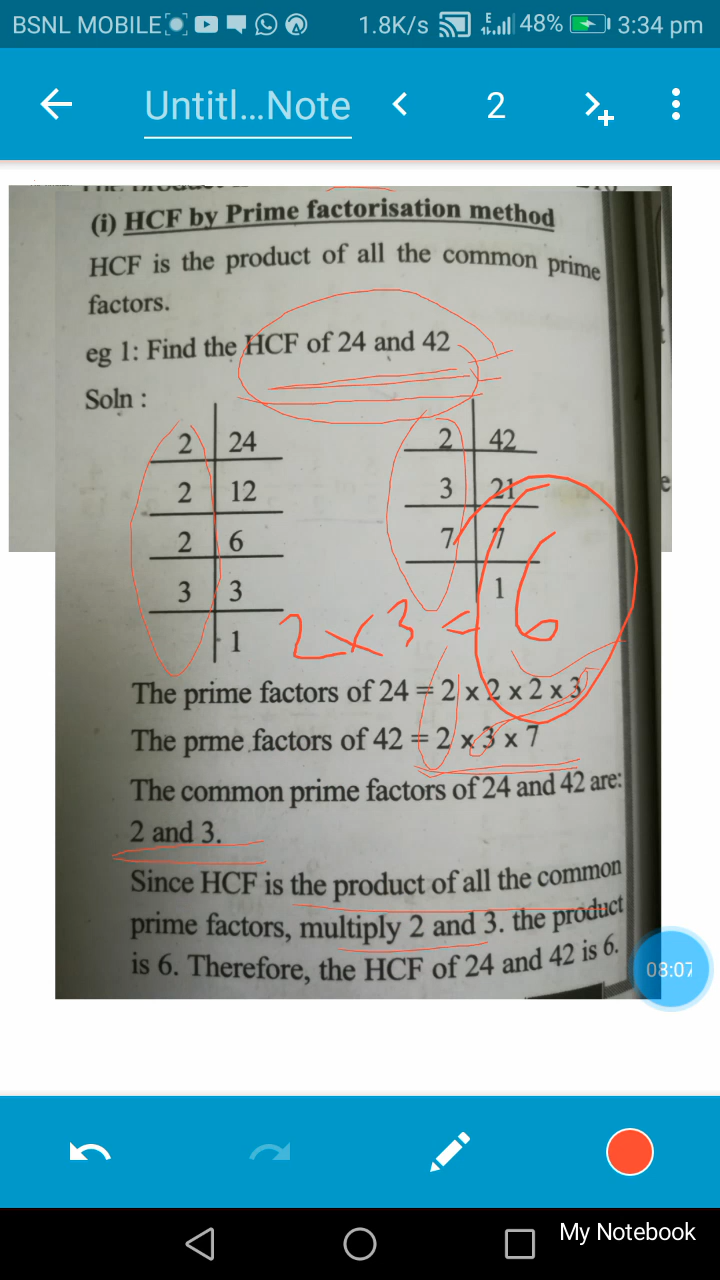 BSNL MOBILE 1.8K/s 48% 3:34 pm
Untitl...Note 2
(i) HCF by Prime factorisation method
HCF is the product of all the common prime
factors.
eg 1: Find the HCF of 24 and 42
Soln :
2 24 2 42
2 12 3 21
2 6 7 7
3 3 1
1
2 x 3 = 6
The prime factors of 24 = 2 x 2 x 2 x 3
The prme factors of 42 = 2 x 3 x 7
The common prime factors of 24 and 42 are:
2 and 3.
Since HCF is the product of all the common
prime factors, multiply 2 and 3. the product
is 6. Therefore, the HCF of 24 and 42 is 6.
08:07
My Notebook